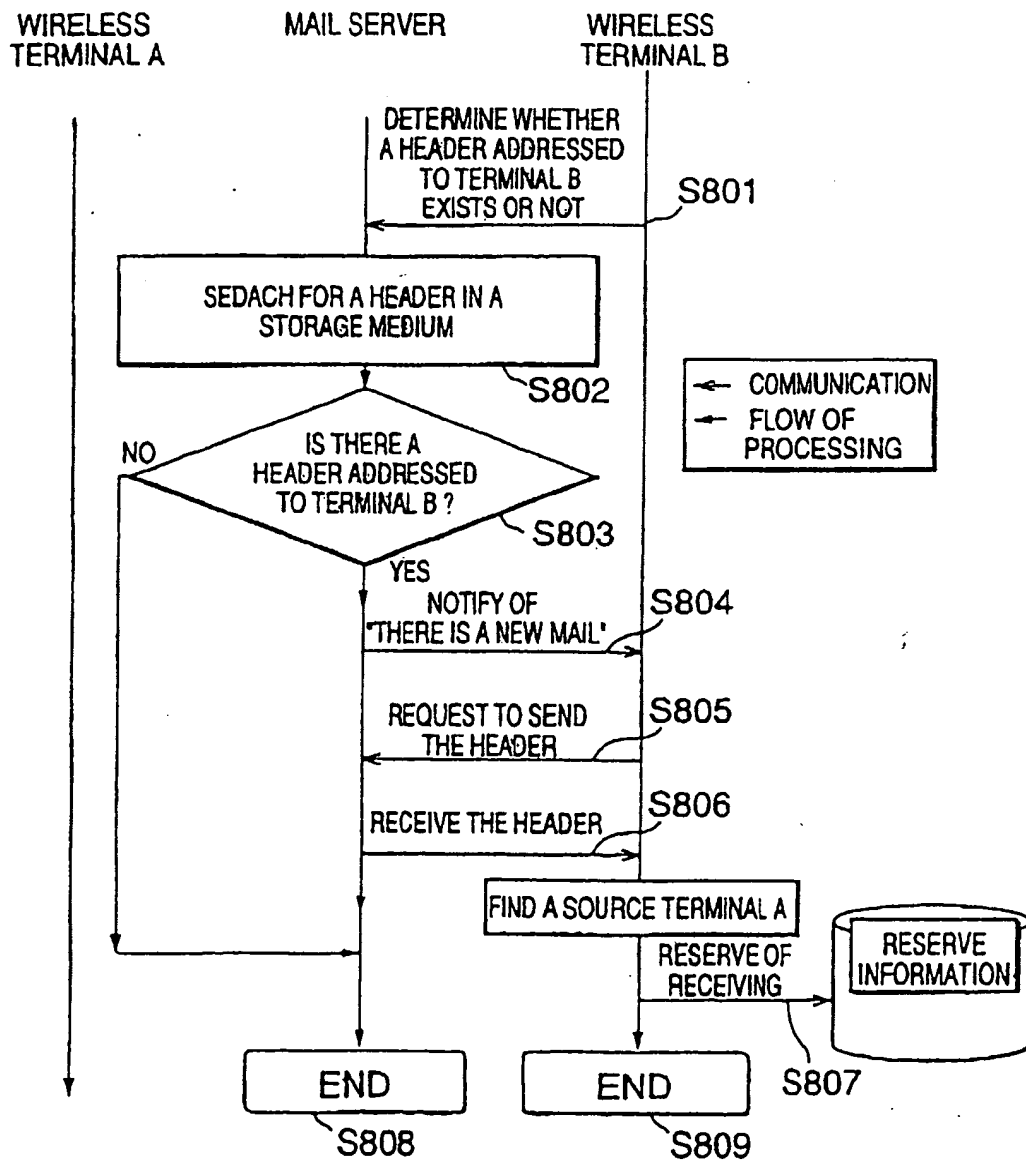 WIRELESS
TERMINAL A
MAIL SERVER
WIRELESS
TERMINAL B
DETERMINE WHETHER
A HEADER ADDRESSED
TO TERMINAL B
EXISTS OR NOT
S801
SEDACH FOR A HEADER IN A
STORAGE MEDIUM
S802
COMMUNICATION
FLOW OF
PROCESSING
NO
IS THERE A
HEADER ADDRESSED
TO TERMINAL B ?
S803
YES
NOTIFY OF
"THERE IS A NEW MAIL"
S804
REQUEST TO SEND
THE HEADER
S805
RECEIVE THE HEADER
S806
FIND A SOURCE TERMINAL A
RESERVE OF
RECEIVING
RESERVE
INFORMATION
S807
END
S808
END
S809